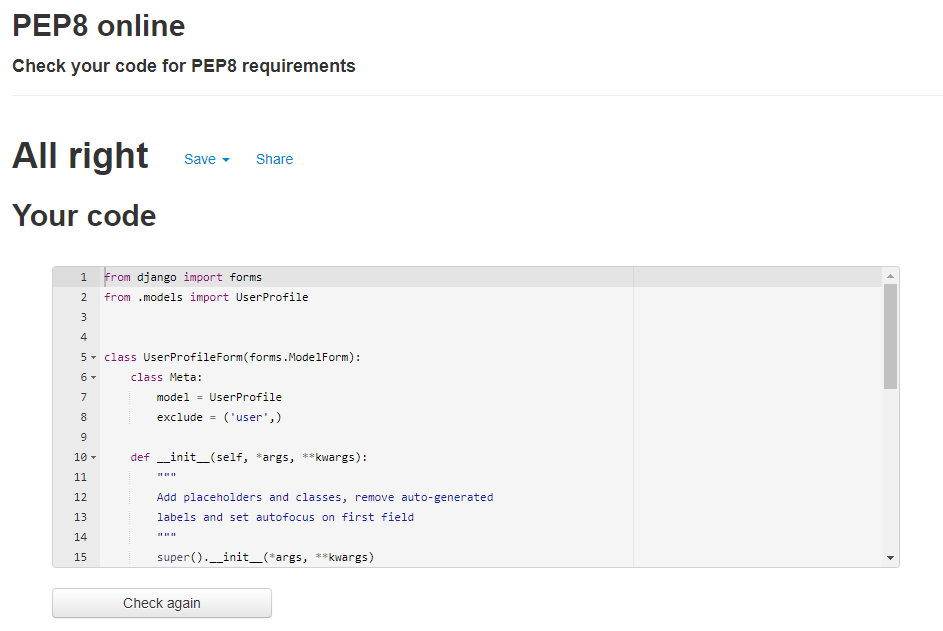 PEP8 online
Check your code for PEP8 requirements
All right Save Share
Your code
1 from django import forms
2 from .models import UserProfile
3
4
5 class UserProfileForm(forms.ModelForm):
6     class Meta:
7         model = UserProfile
8         exclude = ('user',)
9
10     def __init__(self, *args, **kwargs):
11         """
12         Add placeholders and classes, remove auto-generated
13         labels and set autofocus on first field
14         """
15         super().__init__(*args, **kwargs)
Check again